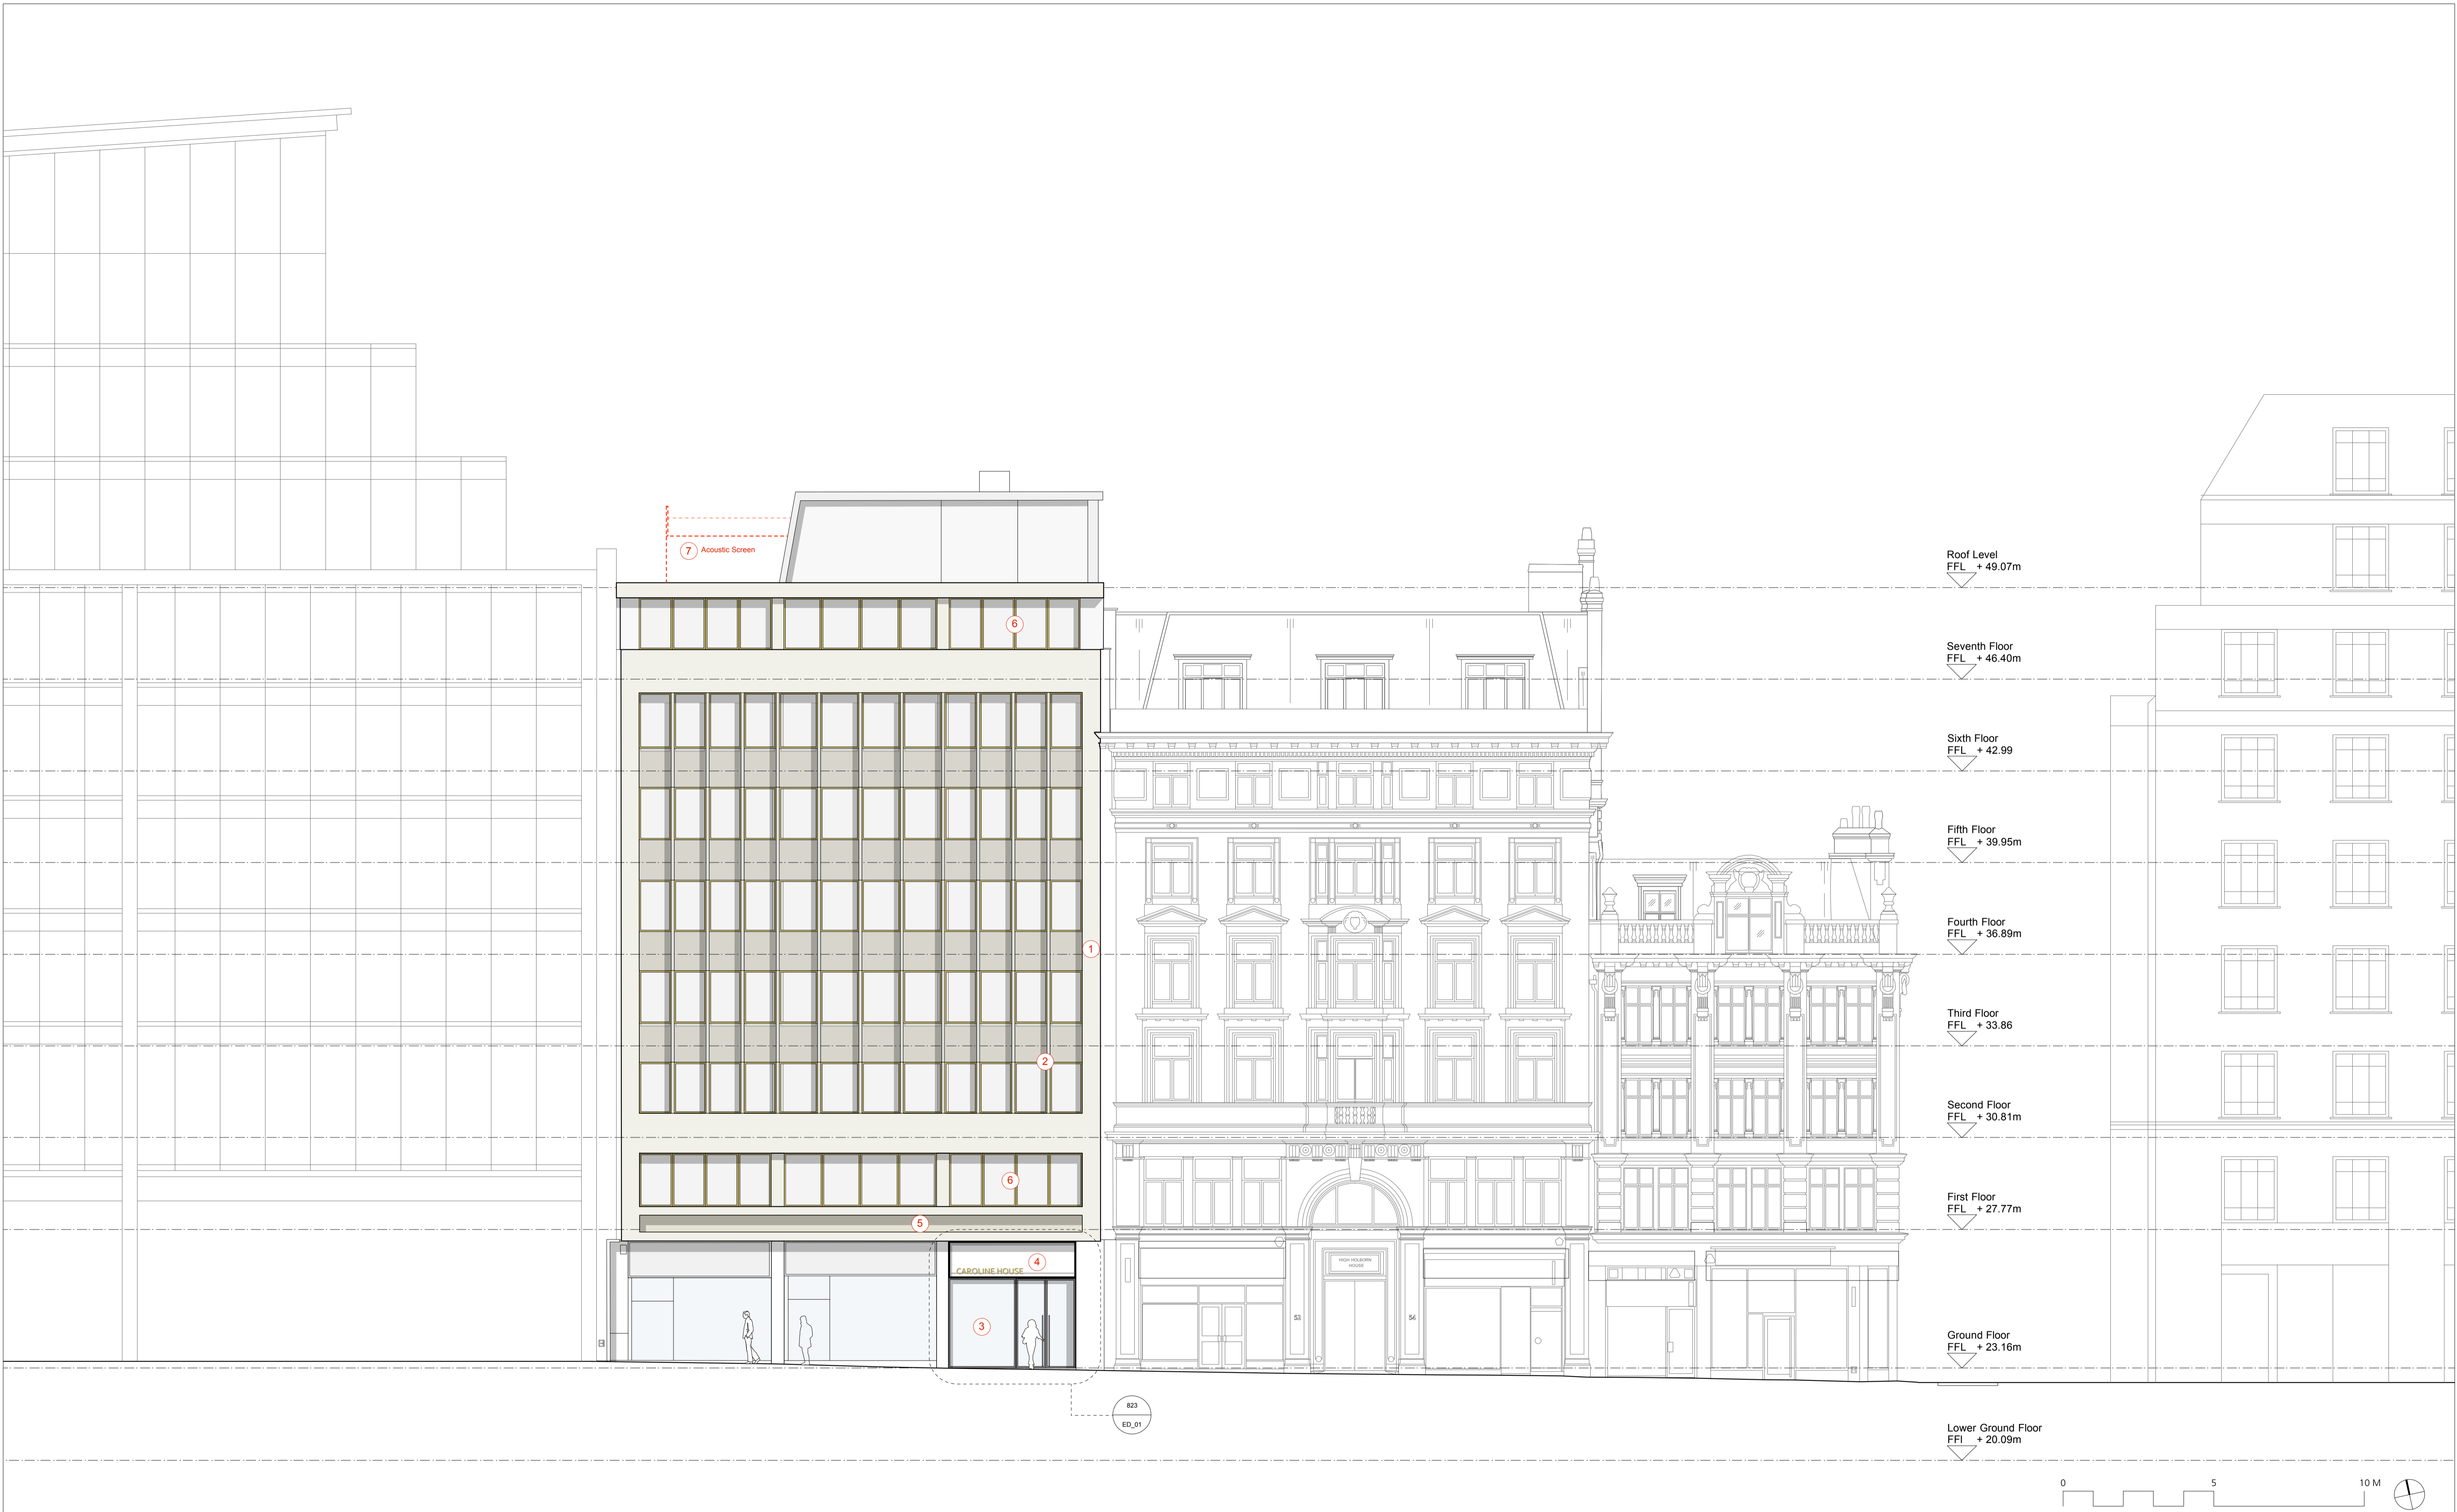 7 Acoustic Screen
Roof Level
FFL + 49.07m
6
Seventh Floor
FFL + 46.40m
Sixth Floor
FFL + 42.99
Fifth Floor
FFL + 39.95m
Fourth Floor
FFL + 36.89m
1
Third Floor
FFL + 33.86
2
Second Floor
FFL + 30.81m
6
First Floor
FFL + 27.77m
5
4
CAROLINE HOUSE
HIGH HOLBORN
HOUSE
3
53
54
Ground Floor
FFL + 23.16m
823
ED_01
Lower Ground Floor
FFl + 20.09m
0 5 10 M